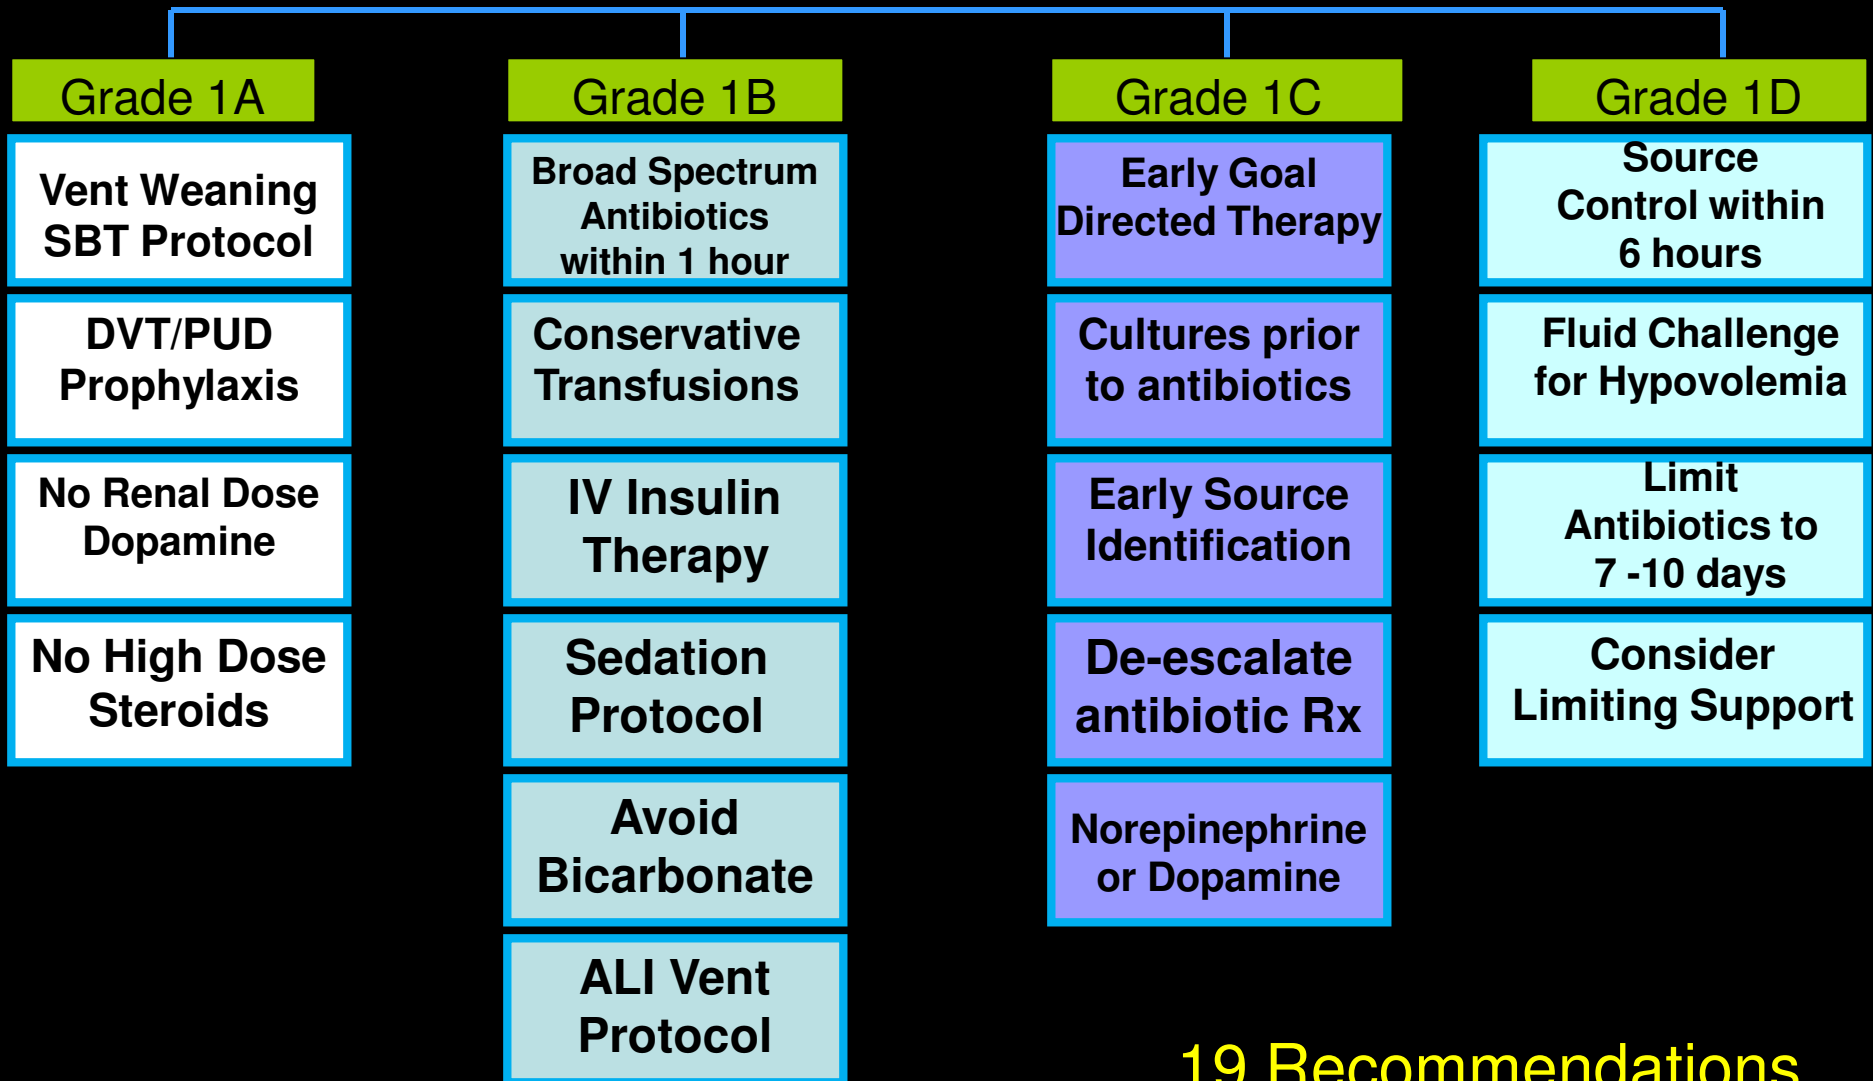 Grade 1A
Vent Weaning
SBT Protocol
DVT/PUD
Prophylaxis
No Renal Dose
Dopamine
No High Dose
Steroids
Grade 1B
Broad Spectrum
Antibiotics
within 1 hour
Conservative
Transfusions
IV Insulin
Therapy
Sedation
Protocol
Avoid
Bicarbonate
ALI Vent
Protocol
Grade 1C
Early Goal
Directed Therapy
Cultures prior
to antibiotics
Early Source
Identification
De-escalate
antibiotic Rx
Norepinephrine
or Dopamine
Grade 1D
Source
Control within
6 hours
Fluid Challenge
for Hypovolemia
Limit
Antibiotics to
7 -10 days
Consider
Limiting Support
19 Recommendations